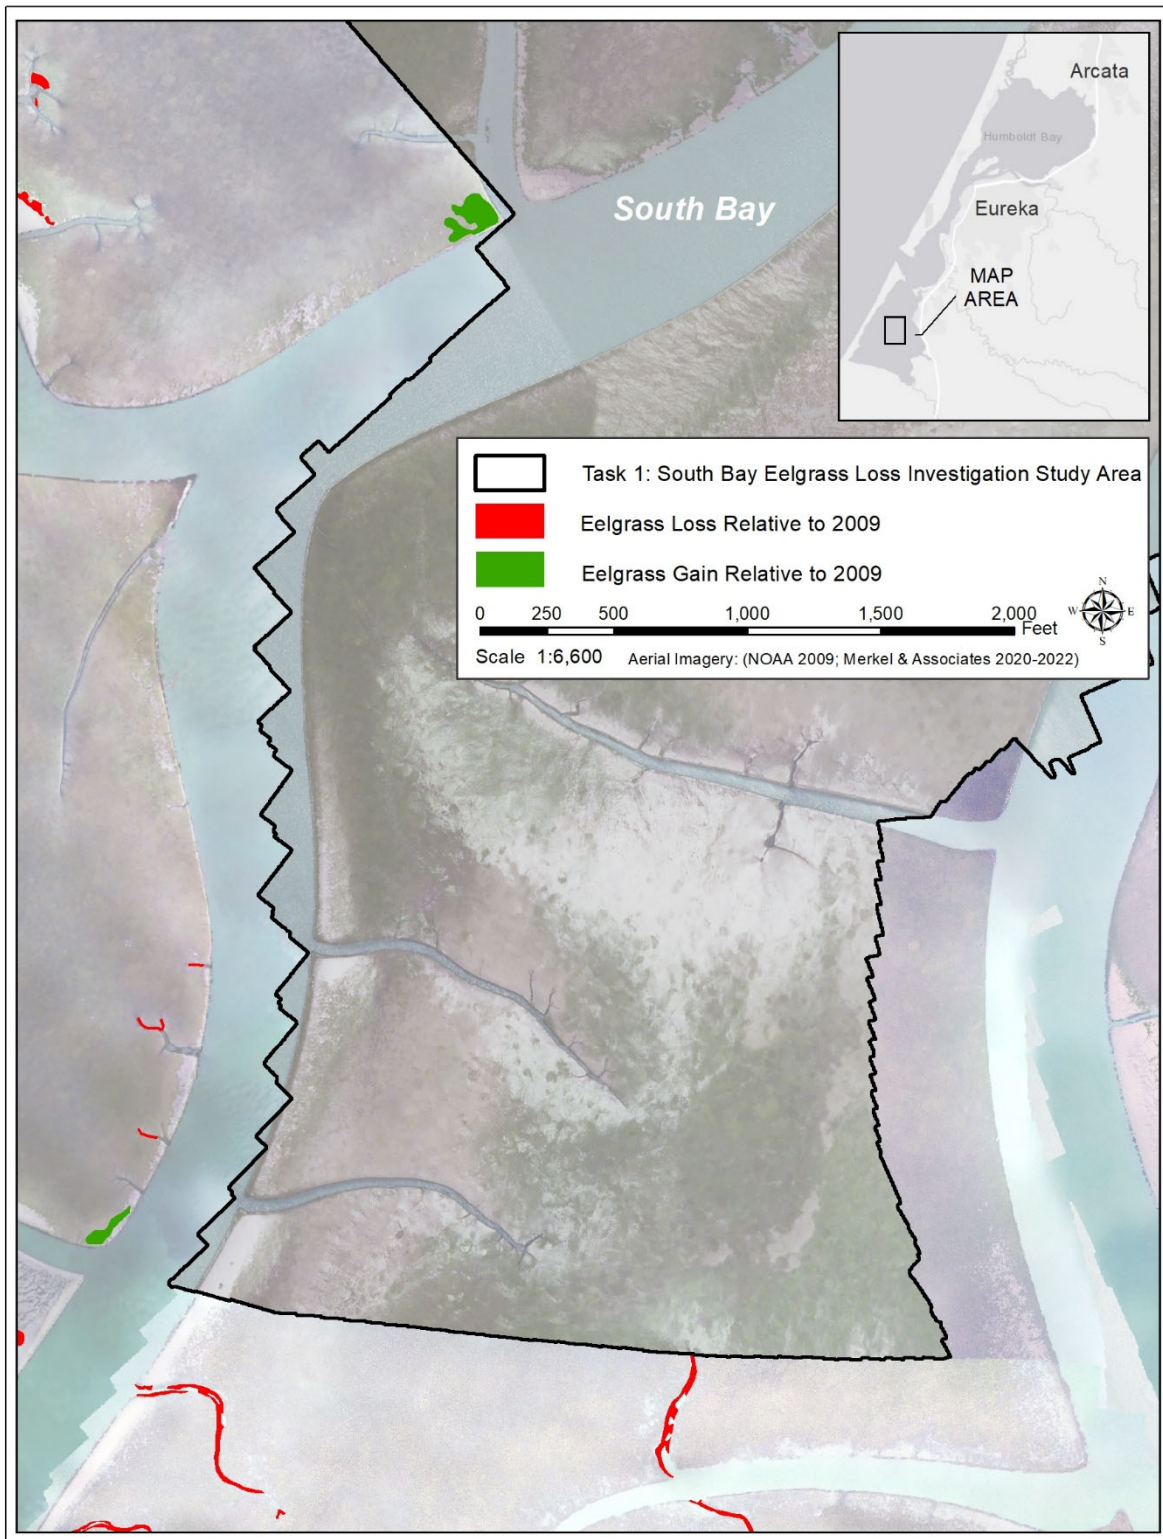 Arcata
Humboldt Bay
Eureka
MAP
AREA
South Bay
Task 1: South Bay Eelgrass Loss Investigation Study Area
Eelgrass Loss Relative to 2009
Eelgrass Gain Relative to 2009
0 250 500 1,000 1,500 2,000
Feet
N
W E
S
Scale 1:6,600 Aerial Imagery: (NOAA 2009; Merkel & Associates 2020-2022)